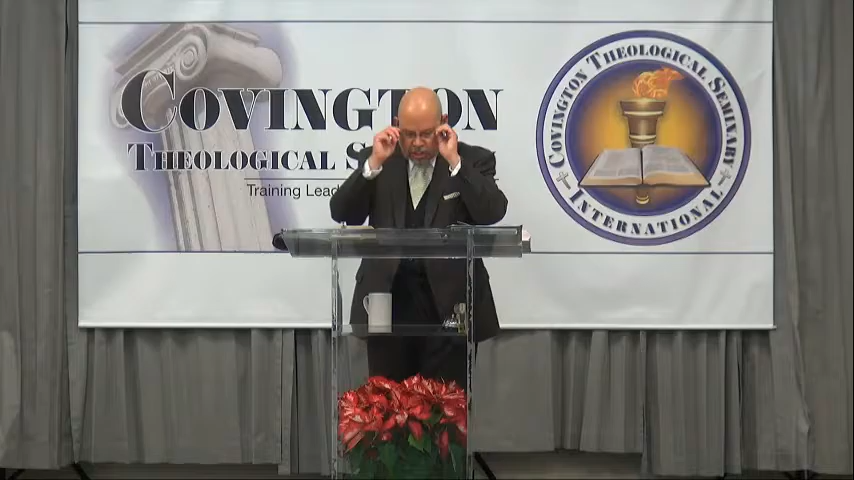 COVINGTON
THEOLOGICAL
Training Lead
COVINGTON THEOLOGICAL SEMINARY
INTERNATIONAL